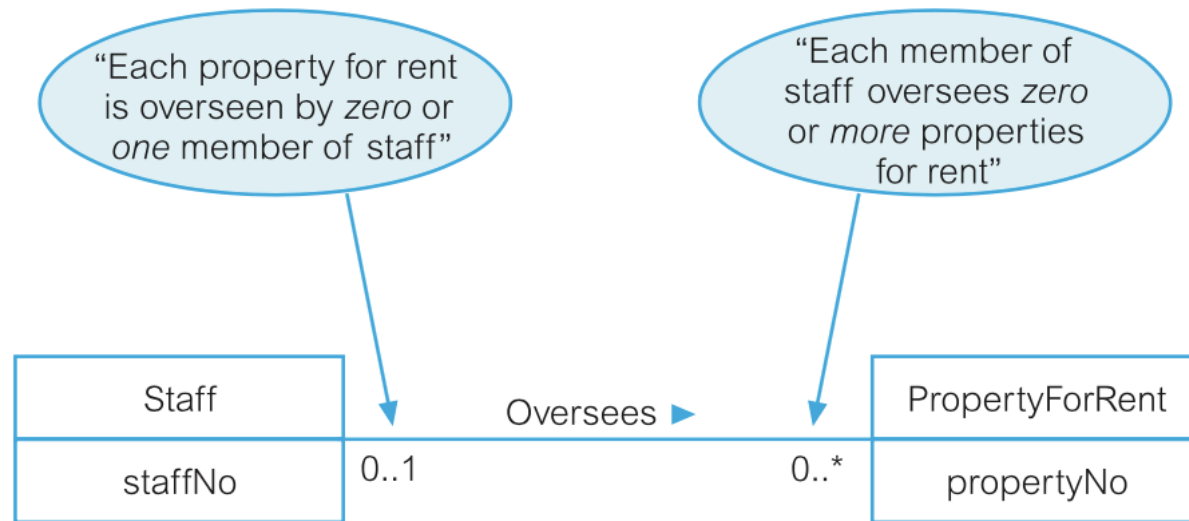 “Each property for rent
is overseen by zero or
one member of staff”
“Each member of
staff oversees zero
or more properties
for rent”
Staff
staffNo
Oversees ►
0..1
0..*
PropertyForRent
propertyNo